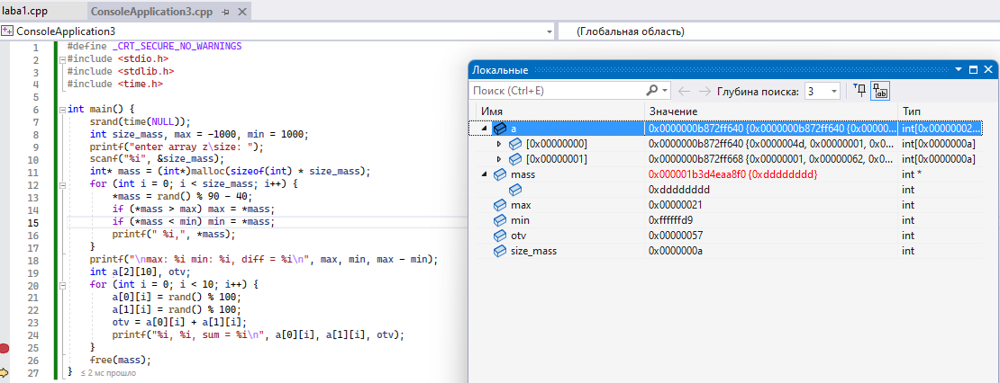 laba1.cpp ConsoleApplication3.cpp
ConsoleApplication3 (Глобальная область)
1 #define _CRT_SECURE_NO_WARNINGS
2 #include <stdio.h>
3 #include <stdlib.h>
4 #include <time.h>
5
6 int main() {
7 srand(time(NULL));
8 int size_mass, max = -1000, min = 1000;
9 printf("enter array z\size: ");
10 scanf("%i", &size_mass);
11 int* mass = (int*)malloc(sizeof(int) * size_mass);
12 for (int i = 0; i < size_mass; i++) {
13 *mass = rand() % 90 - 40;
14 if (*mass > max) max = *mass;
15 if (*mass < min) min = *mass;
16 printf(" %i,", *mass);
17 }
18 printf("\nmax: %i min: %i, diff = %i\n", max, min, max - min);
19 int a[2][10], otv;
20 for (int i = 0; i < 10; i++) {
21 a[0][i] = rand() % 100;
22 a[1][i] = rand() % 100;
23 otv = a[0][i] + a[1][i];
24 printf("%i, %i, sum = %i\n", a[0][i], a[1][i], otv);
25 }
26 free(mass);
27 } ≤ 2 мс прошло
Локальные
Поиск (Ctrl+E) Глубина поиска: 3
Имя Значение Тип
a 0x0000000b872ff640 {0x0000000b872ff640 {0x000000... int[0x00000002...
[0x00000000] 0x0000000b872ff640 {0x0000004d, 0x00000001, 0x0... int[0x0000000a]
[0x00000001] 0x0000000b872ff668 {0x00000001, 0x00000062, 0x0... int[0x0000000a]
mass 0x000001b3d4eaa8f0 {0xdddddddd} int *
0xdddddddd int
max 0x00000021 int
min 0xffffffd9 int
otv 0x00000057 int
size_mass 0x0000000a int